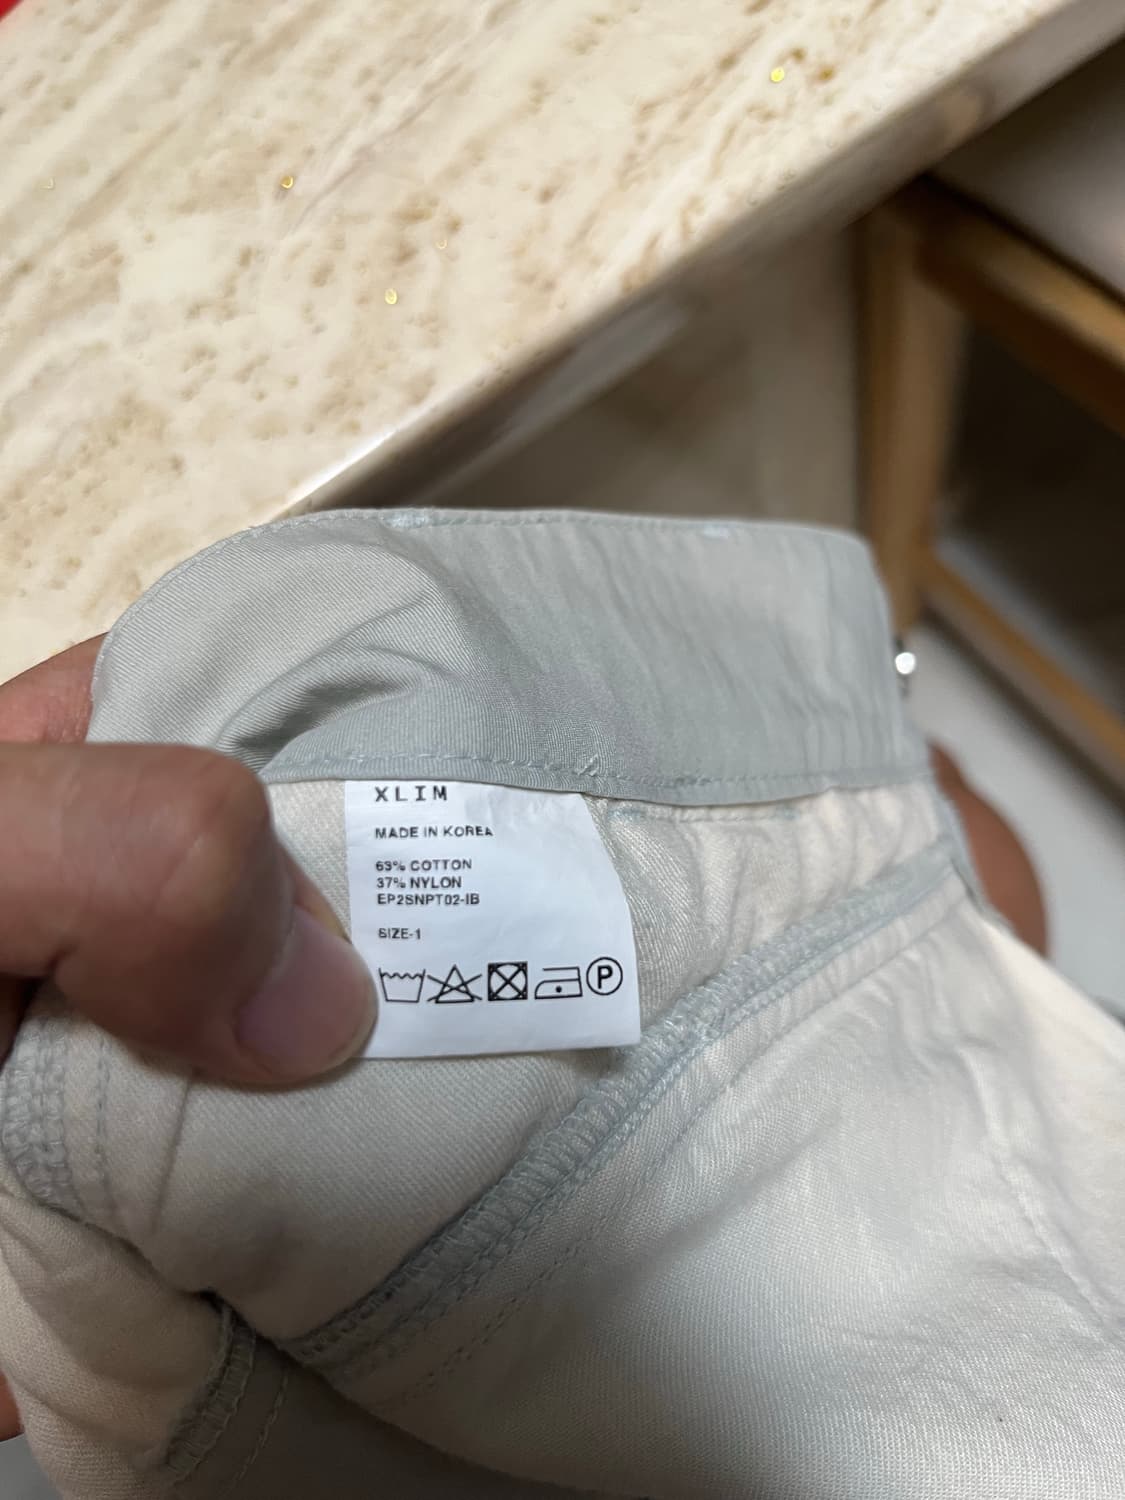 XLIM
MADE IN KOREA
63% COTTON
37% NYLON
EP2SNPT02-IB
SIZE-1
P